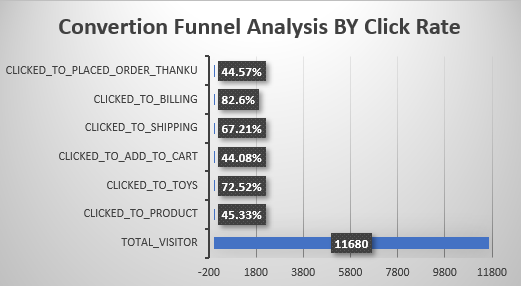 Convertion Funnel Analysis BY Click Rate
CLICKED_TO_PLACED_ORDER_THANKU 44.57%
CLICKED_TO_BILLING 82.6%
CLICKED_TO_SHIPPING 67.21%
CLICKED_TO_ADD_TO_CART 44.08%
CLICKED_TO_TOYS 72.52%
CLICKED_TO_PRODUCT 45.33%
TOTAL_VISITOR 11680
-200 1800 3800 5800 7800 9800 11800